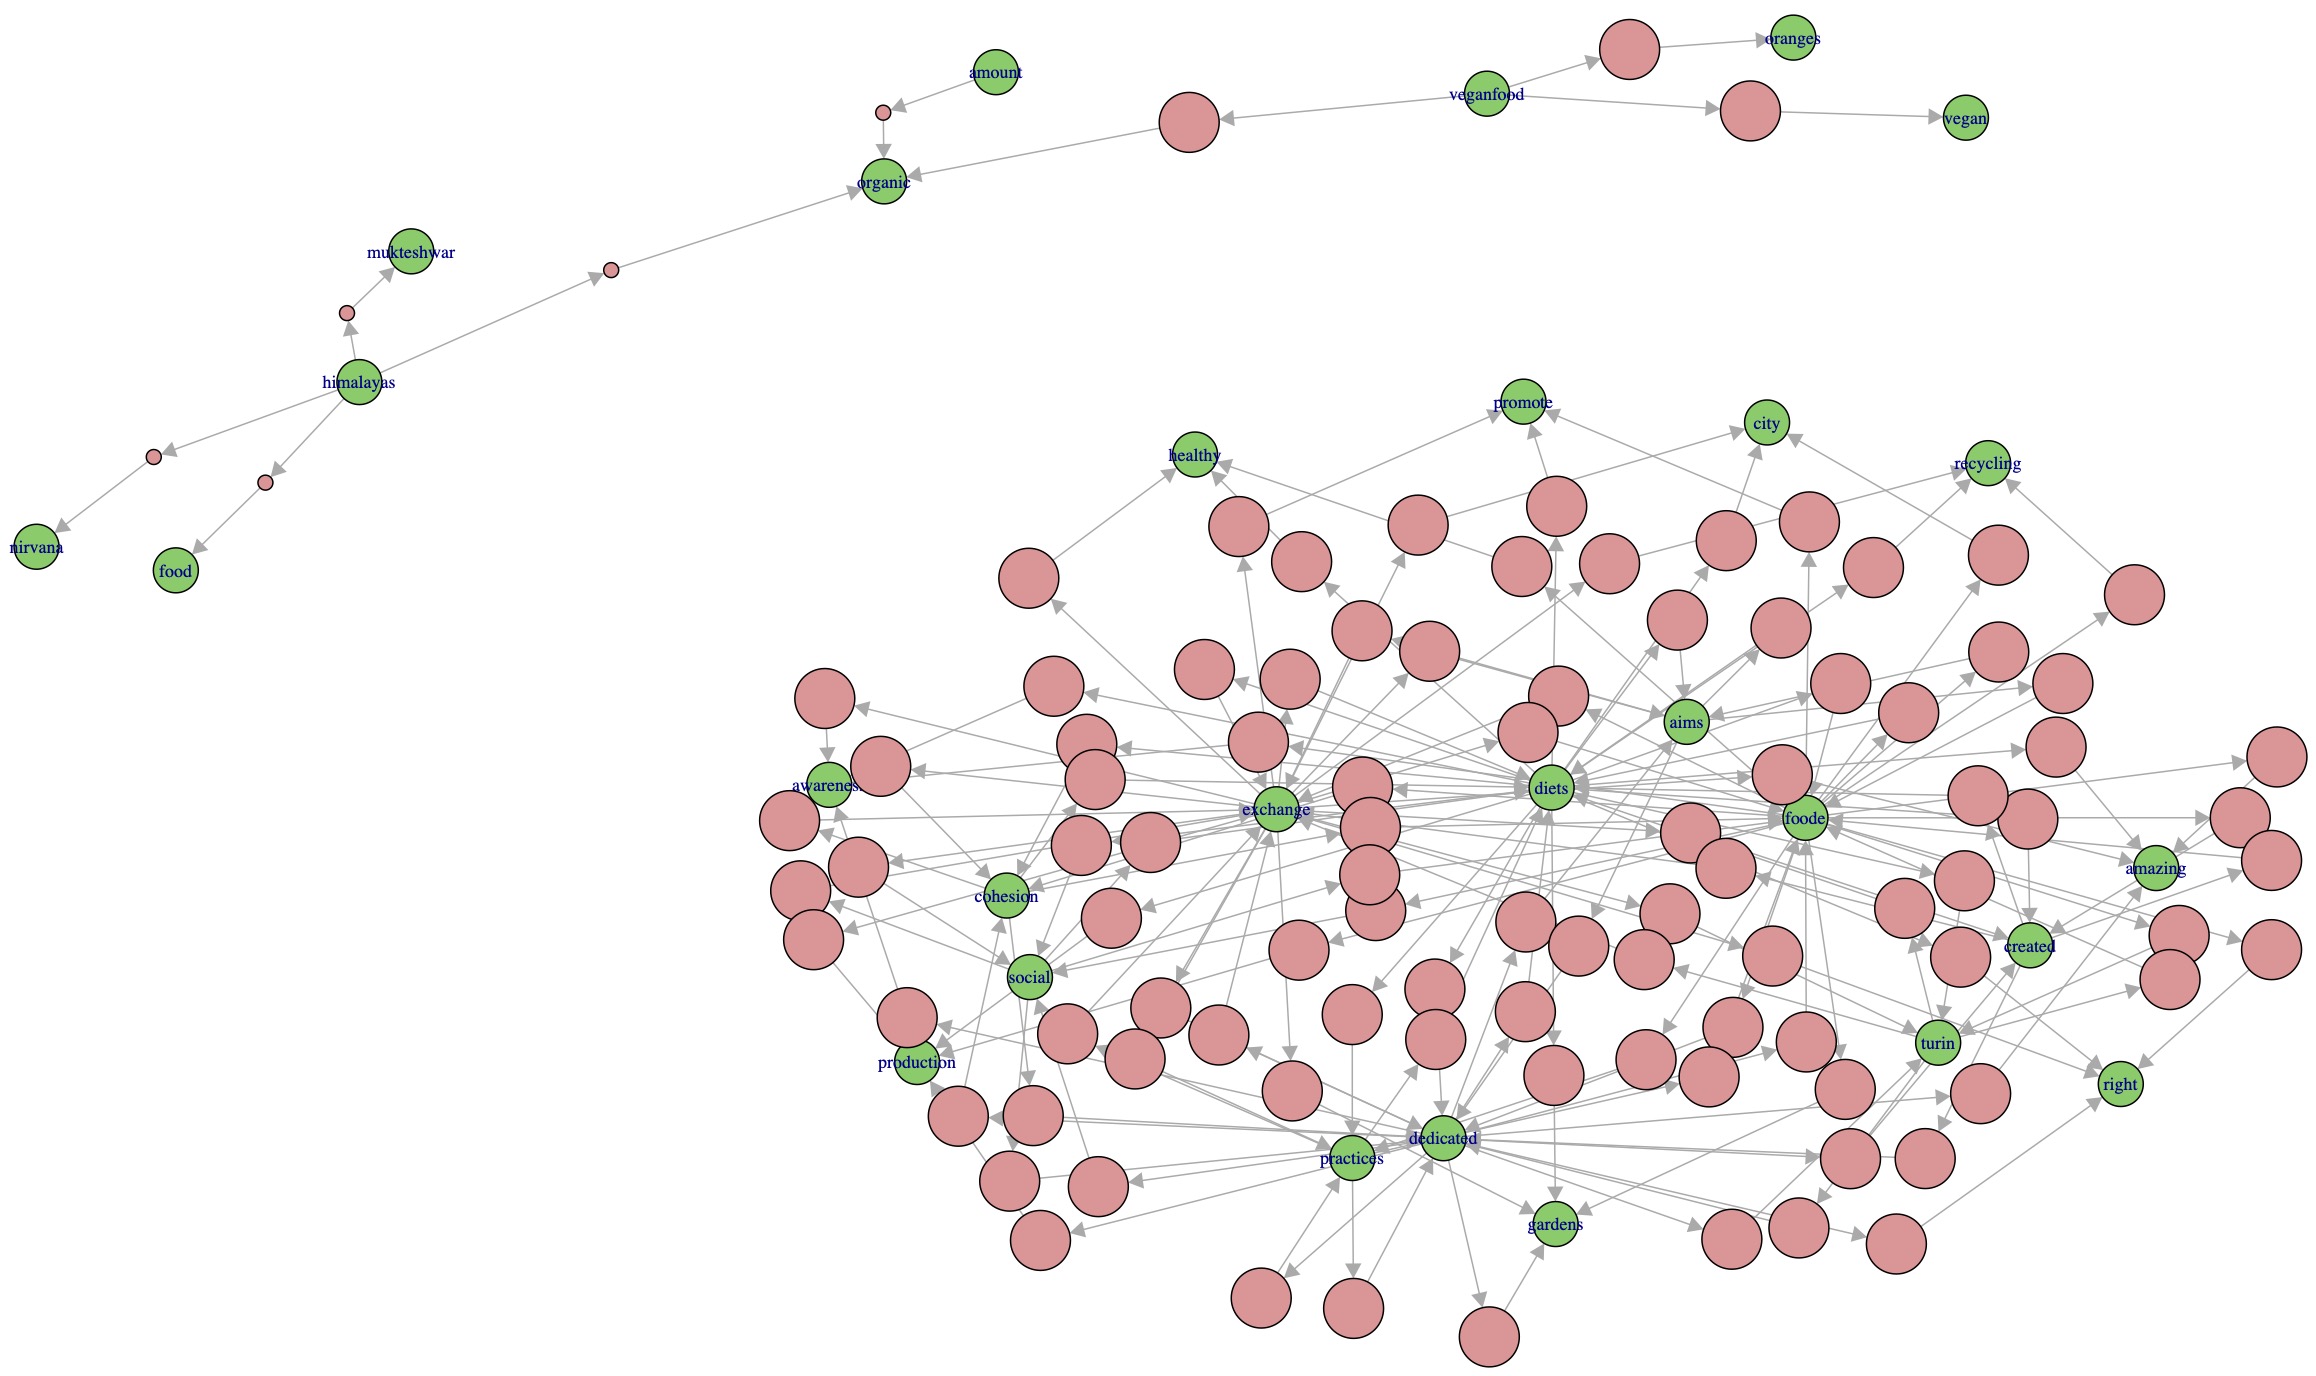 oranges
amount
veganfood
vegan
organic
mukteshwar
himalayas
promote
city
healthy
recycling
nirvana
food
aims
awareness
diets
exchange
foode
amazing
cohesion
created
social
turin
production
right
dedicated
practices
gardens